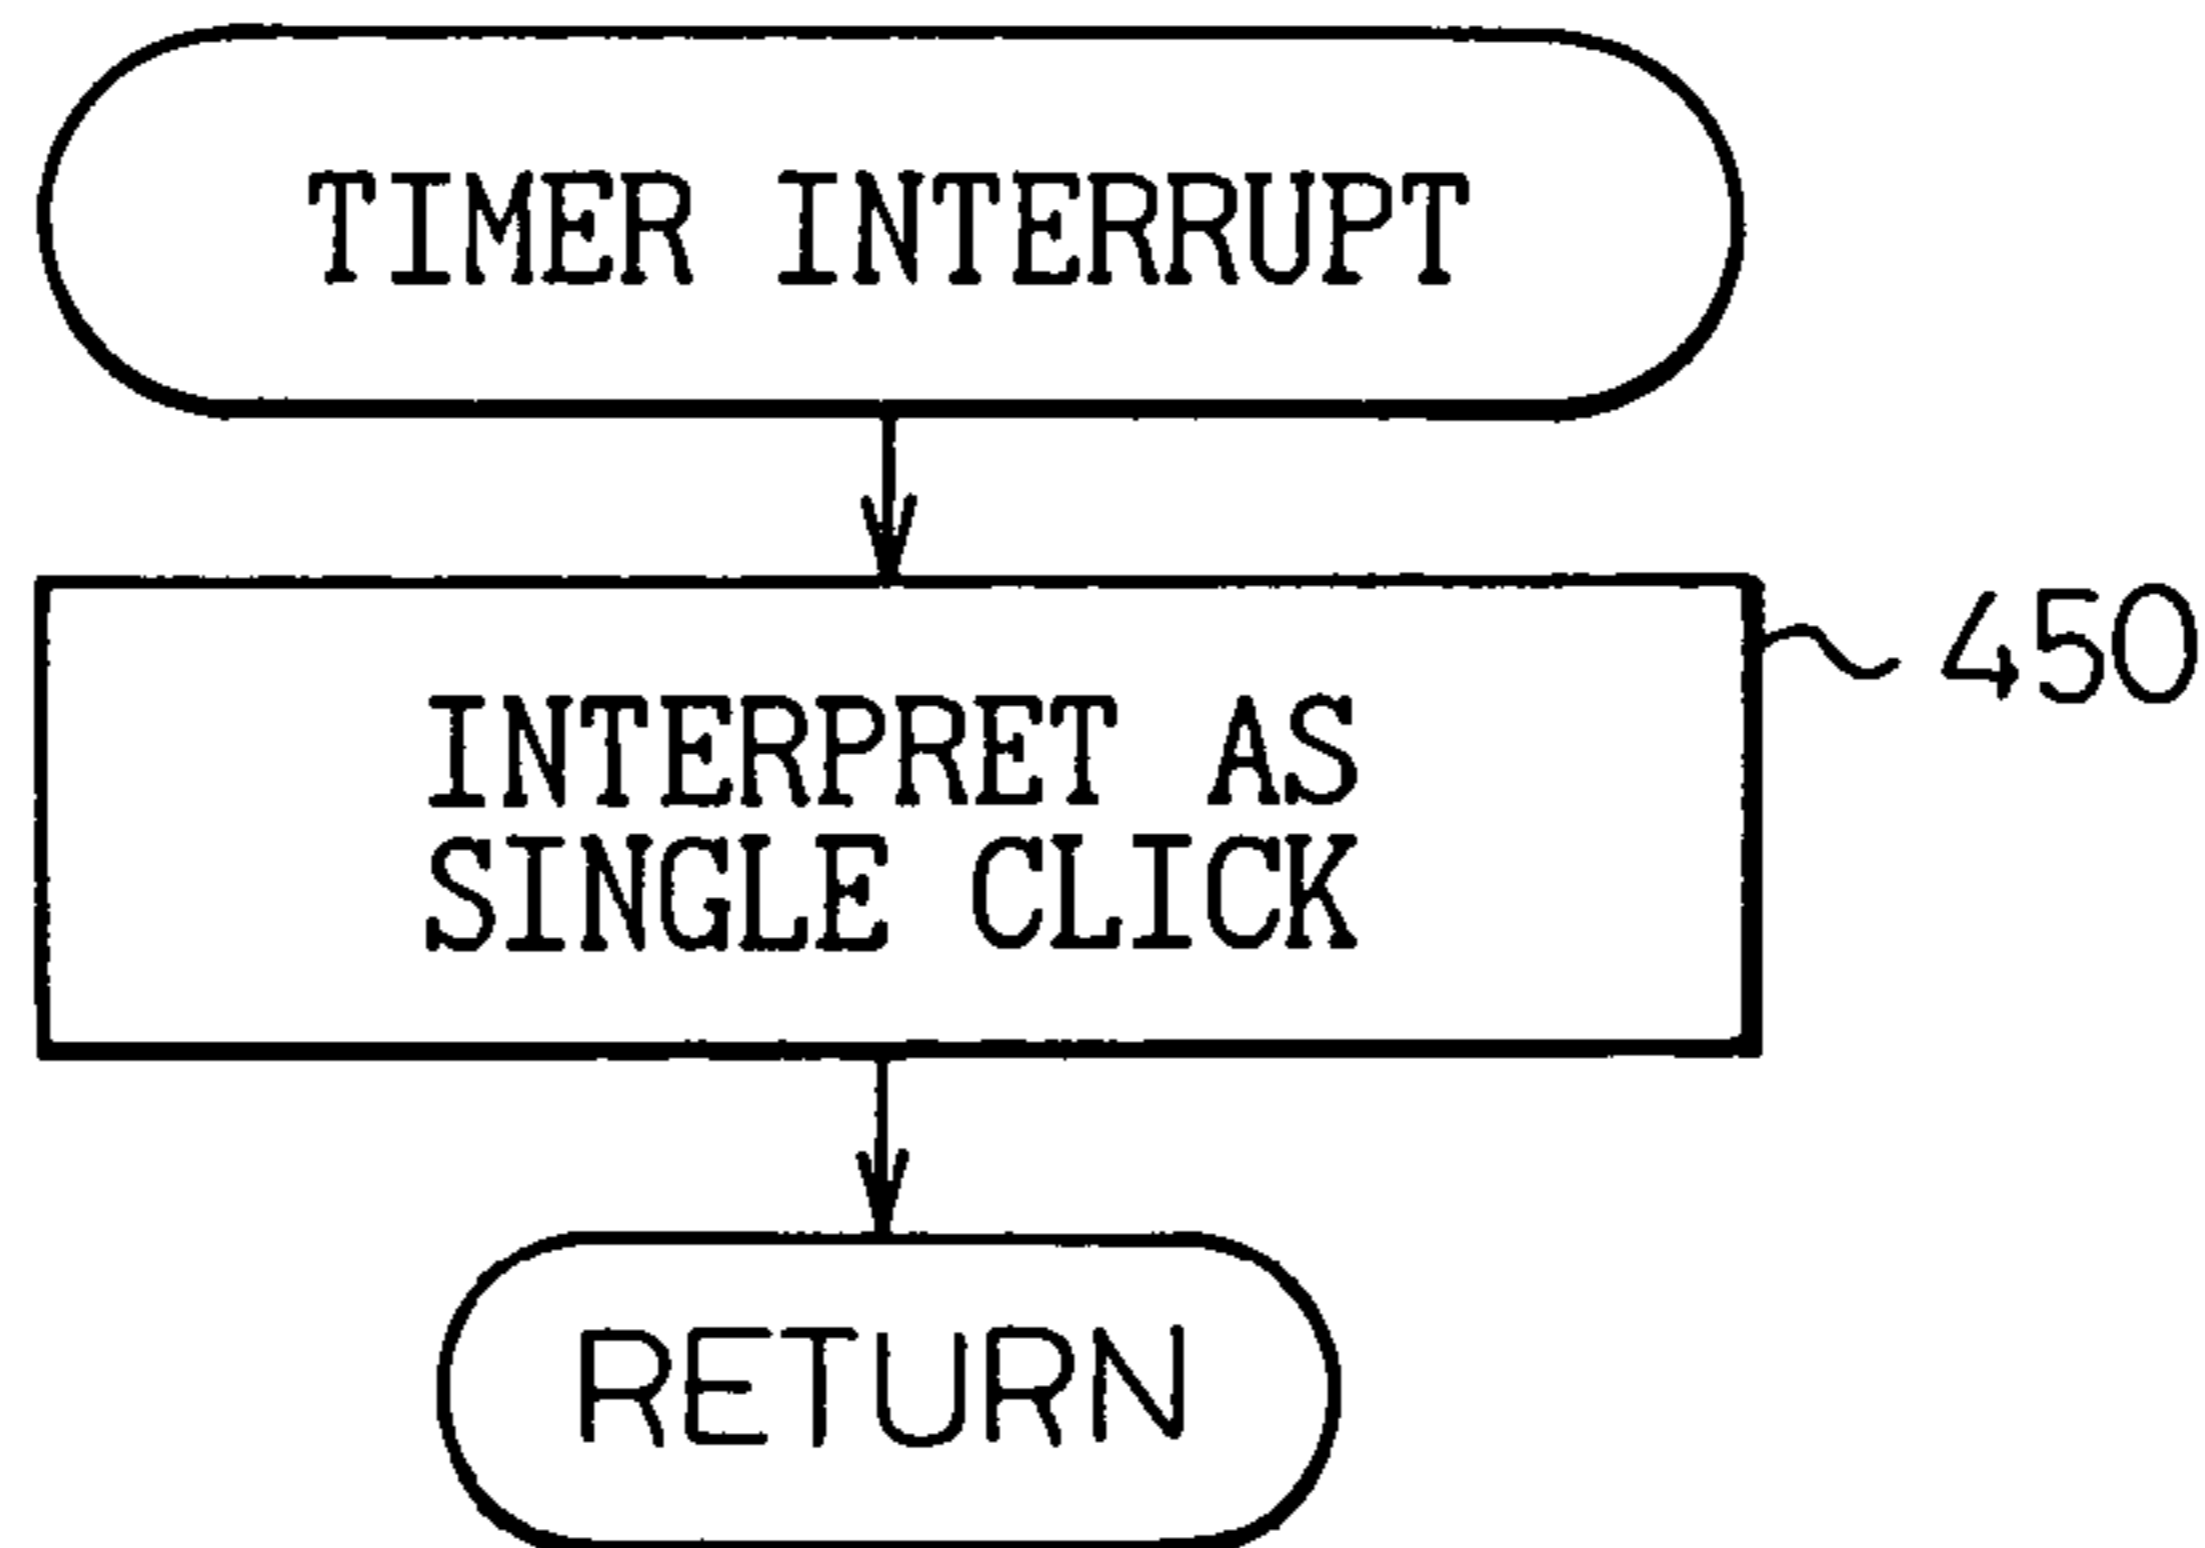 TIMER INTERRUPT
450
INTERPRET AS
SINGLE CLICK
RETURN